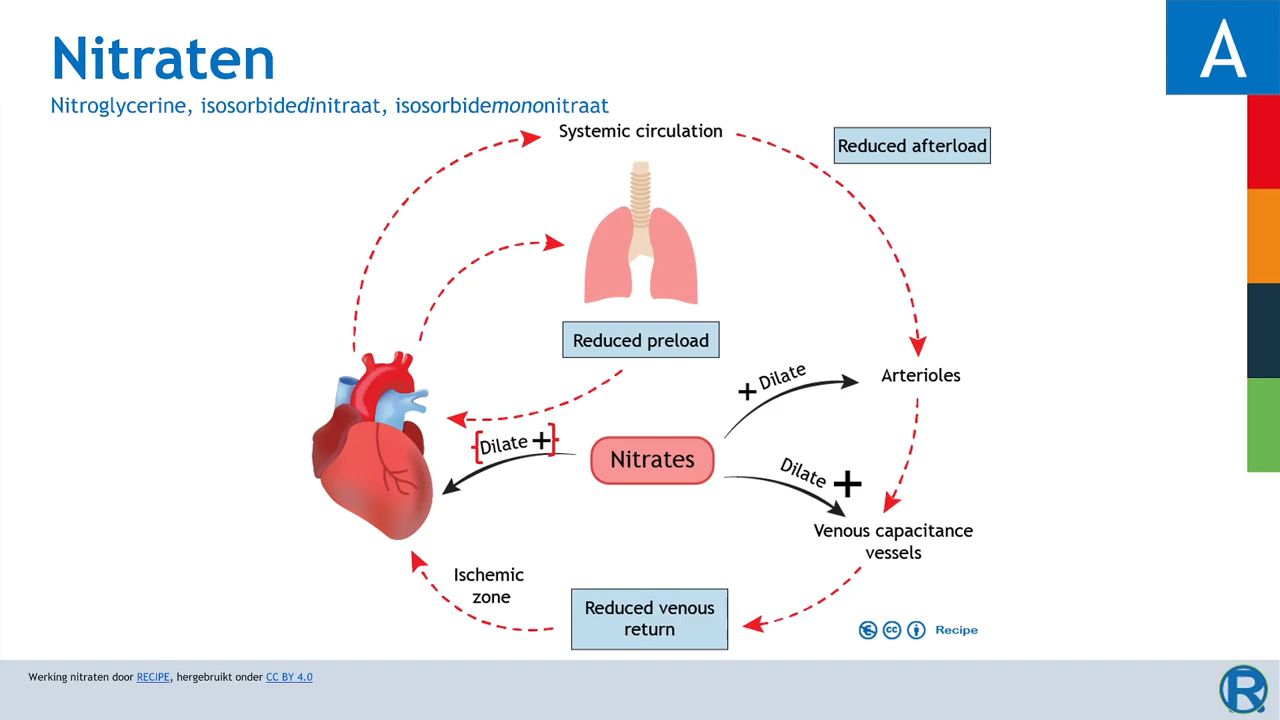 Nitraten
A
Nitroglycerine, isosorbidedinitraat, isosorbidemononitraat
Systemic circulation
Reduced afterload
Reduced preload
+ Dilate
Arterioles
{Dilate +}
Nitrates
Dilate +
Venous capacitance
vessels
Ischemic
zone
Reduced venous
return
cc
Recipe
Werking nitraten door RECIPE, hergebruikt onder CC BY 4.0
R